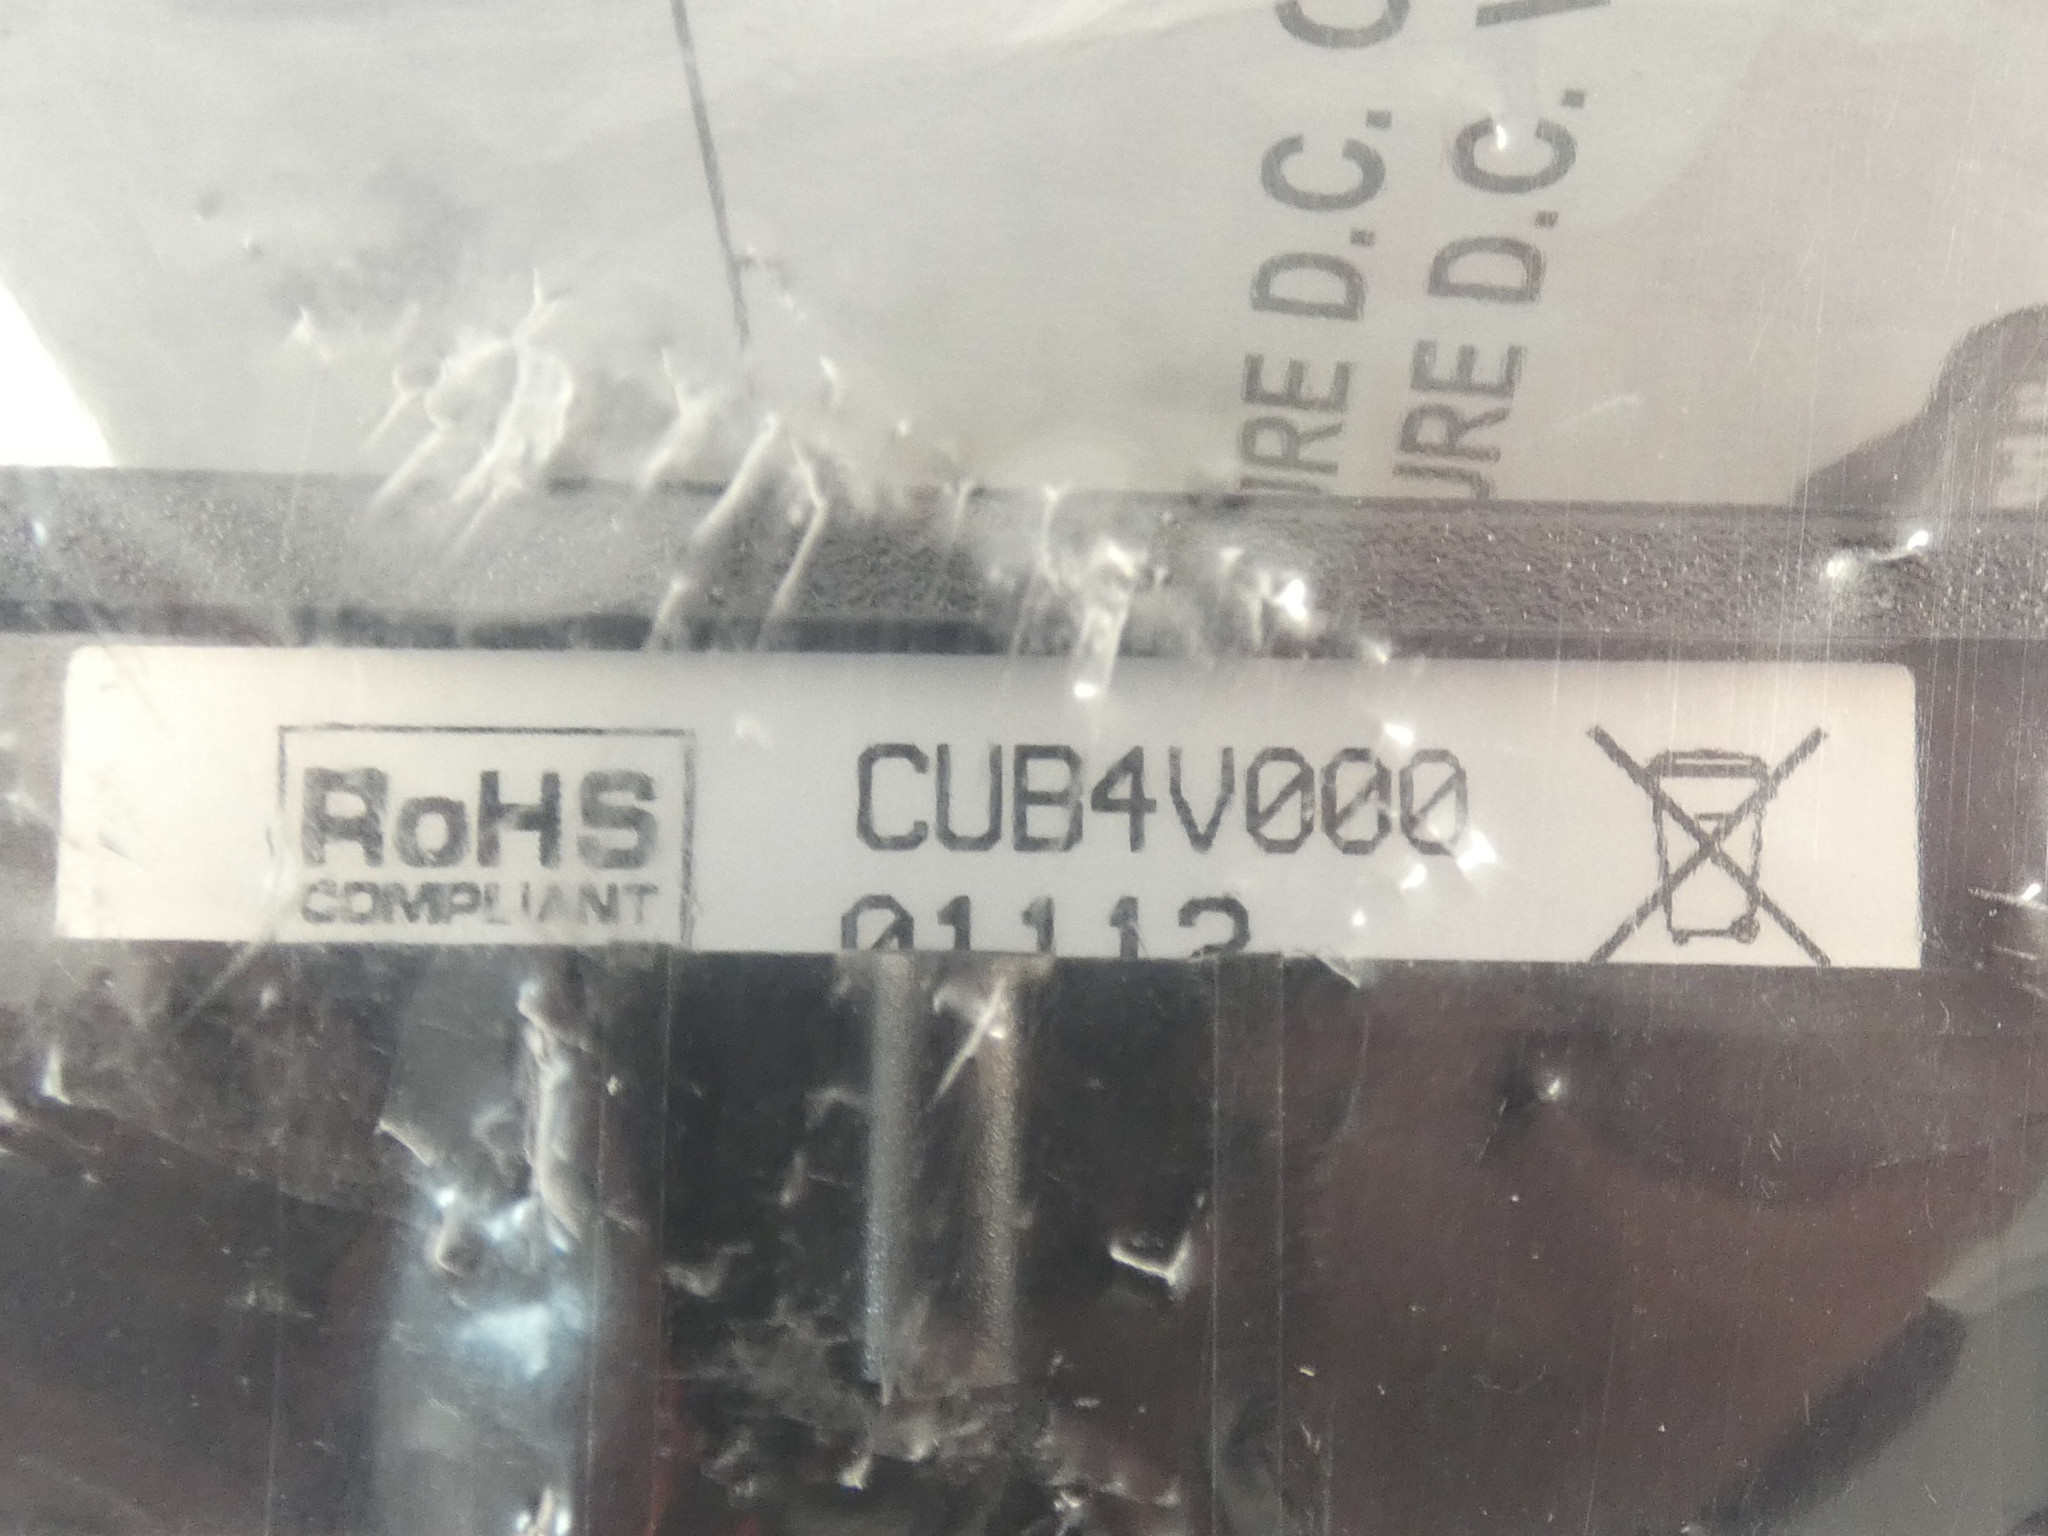 URE D.C.
URE D.C.
RoHS
COMPLIANT
CUB4V000